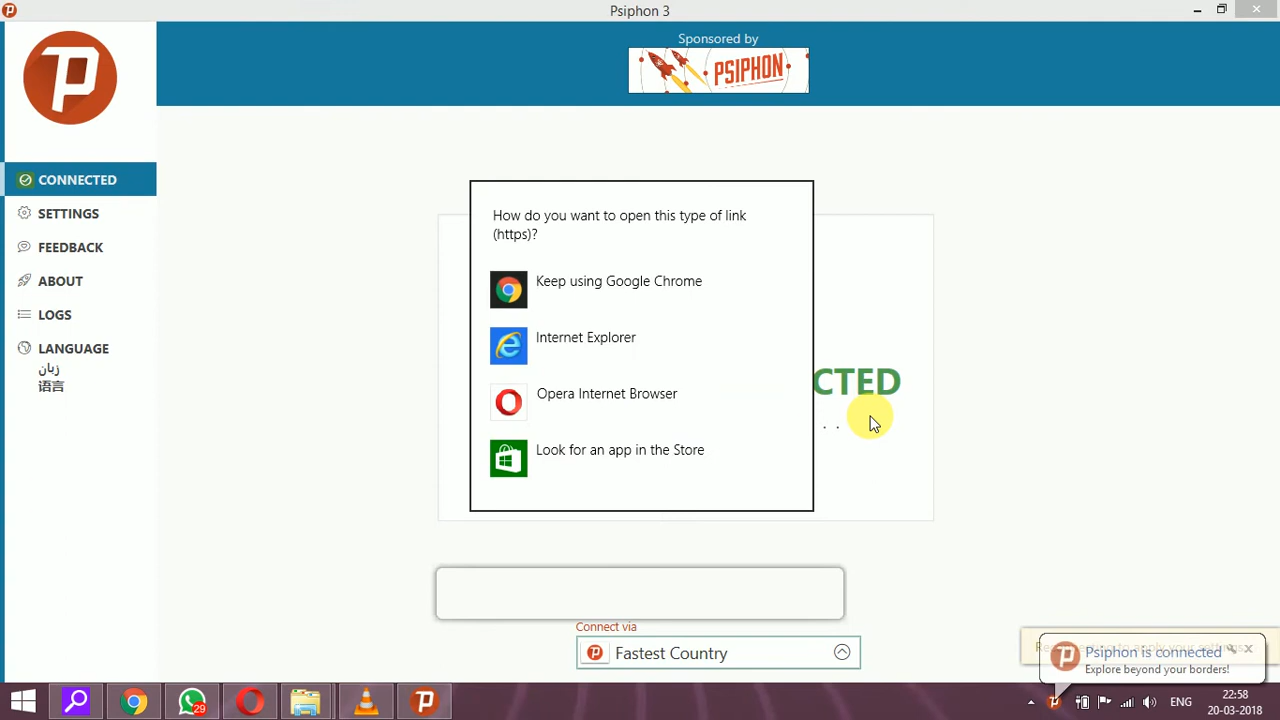 Psiphon 3
Sponsored by
PSIPHON
CONNECTED
SETTINGS
FEEDBACK
ABOUT
LOGS
LANGUAGE
زبان
语言
How do you want to open this type of link
(https)?
Keep using Google Chrome
Internet Explorer
Opera Internet Browser
Look for an app in the Store
CTED
. .
Connect via
Fastest Country
Psiphon is connected
Explore beyond your borders!
29
ENG
22:58
20-03-2018